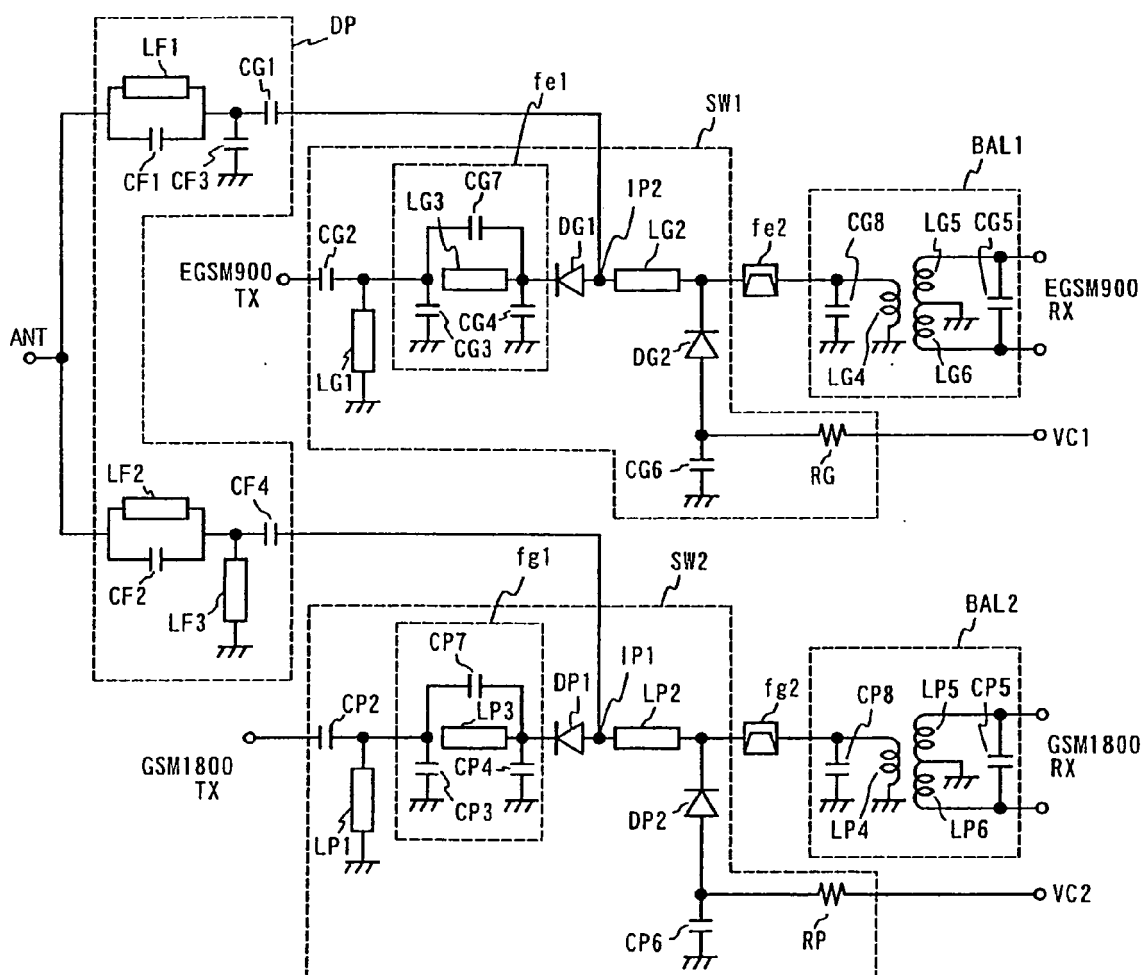 DP
LF1
CG1
fe1
SW1
CF1
CF3
BAL1
CG7
LG3
DG1
IP2
LG2
fe2
CG8
LG5
CG5
CG2
EGSM900
TX
CG4
CG3
EGSM900
RX
ANT
LG1
DG2
LG4
LG6
VC1
CG6
RG
LF2
CF4
fg1
SW2
CF2
LF3
BAL2
CP7
DP1
IP1
LP2
fg2
CP8
LP5
CP5
CP2
LP3
GSM1800
TX
CP4
CP3
GSM1800
RX
LP1
DP2
LP4
LP6
VC2
CP6
RP